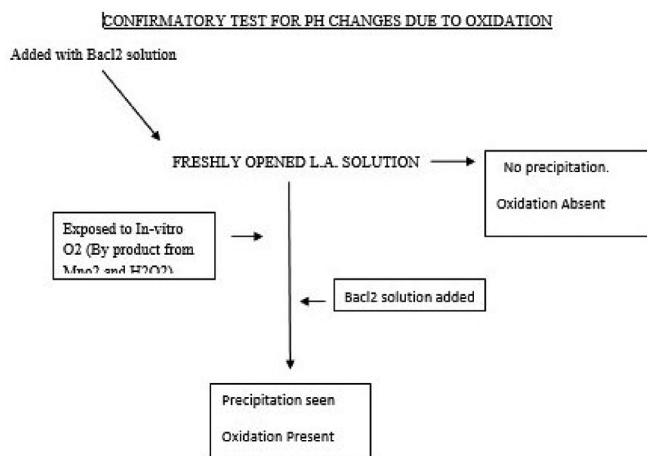 CONFIRMATORY TEST FOR PH CHANGES DUE TO OXIDATION
Added with Bacl2 solution
FRESHLY OPENED L.A. SOLUTION
No precipitation.
Oxidation Absent
Exposed to In-vitro
O2 (By product from
Mno2 and H2O2)
Bacl2 solution added
Precipitation seen
Oxidation Present